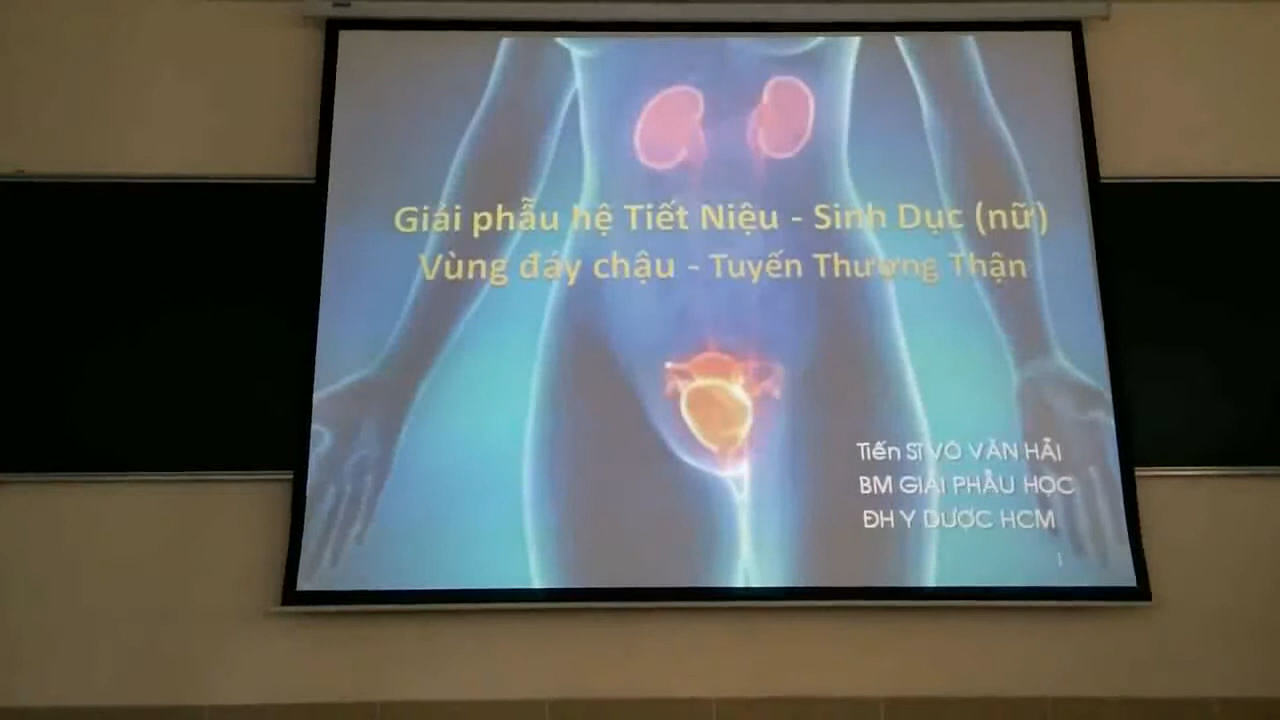 Giải phẫu hệ Tiết Niệu - Sinh Dục (nữ)
Vùng đáy chậu - Tuyến Thượng Thận
Tiến Sĩ VÕ VĂN HẢI
BM GIẢI PHẪU HỌC
ĐH Y DƯỢC HCM
1